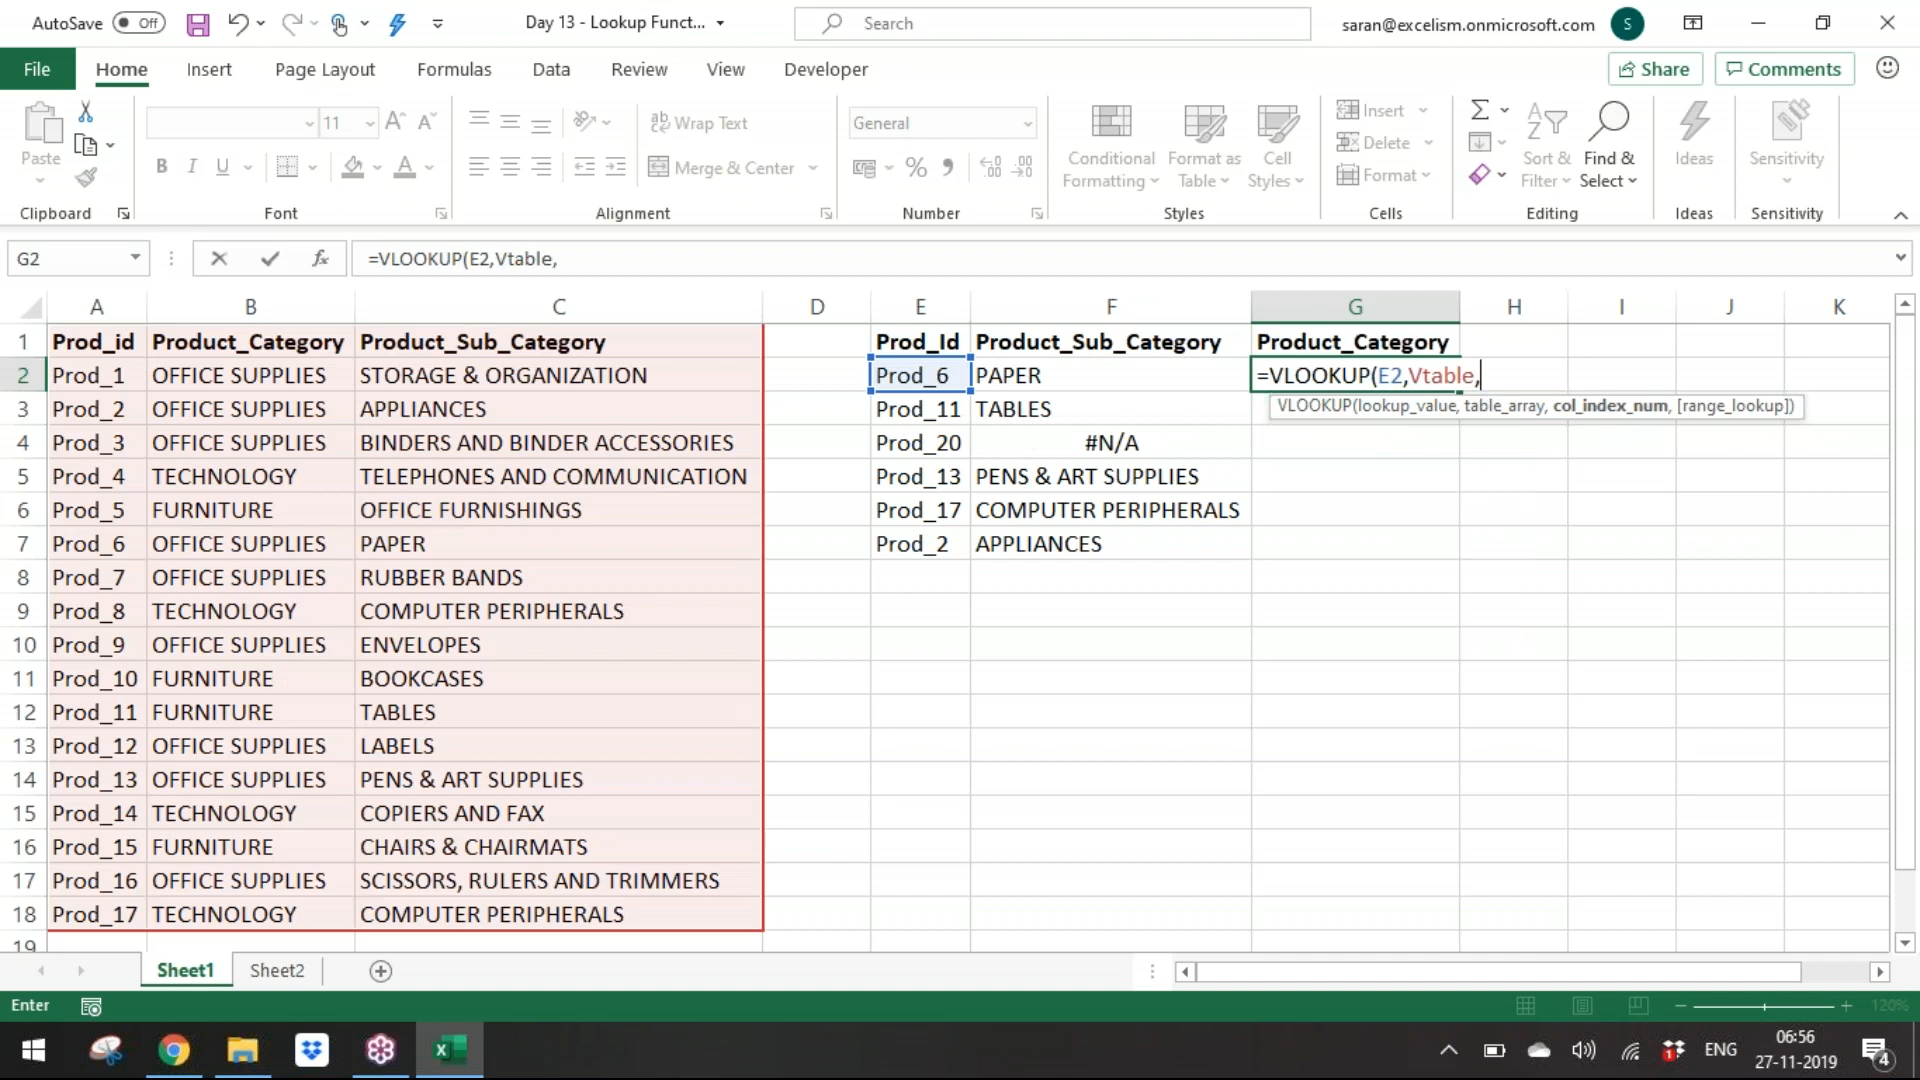 AutoSave Off Day 13 - Lookup Funct... Search saran@excelism.onmicrosoft.com S
File Home Insert Page Layout Formulas Data Review View Developer Share Comments
Paste 11 A A Wrap Text General Conditional Formatting Format as Table Cell Styles Insert Sort & Filter Find & Select Ideas Sensitivity
B I U A Merge & Center % Delete
Format
Clipboard Font Alignment Number Styles Cells Editing Ideas Sensitivity
G2 fx =VLOOKUP(E2,Vtable,
A B C D E F G H I J K
1 Prod_id Product_Category Product_Sub_Category Prod_Id Product_Sub_Category Product_Category
2 Prod_1 OFFICE SUPPLIES STORAGE & ORGANIZATION Prod_6 PAPER =VLOOKUP(E2,Vtable,
3 Prod_2 OFFICE SUPPLIES APPLIANCES Prod_11 TABLES VLOOKUP(lookup_value, table_array, col_index_num, [range_lookup])
4 Prod_3 OFFICE SUPPLIES BINDERS AND BINDER ACCESSORIES Prod_20 #N/A
5 Prod_4 TECHNOLOGY TELEPHONES AND COMMUNICATION Prod_13 PENS & ART SUPPLIES
6 Prod_5 FURNITURE OFFICE FURNISHINGS Prod_17 COMPUTER PERIPHERALS
7 Prod_6 OFFICE SUPPLIES PAPER Prod_2 APPLIANCES
8 Prod_7 OFFICE SUPPLIES RUBBER BANDS
9 Prod_8 TECHNOLOGY COMPUTER PERIPHERALS
10 Prod_9 OFFICE SUPPLIES ENVELOPES
11 Prod_10 FURNITURE BOOKCASES
12 Prod_11 FURNITURE TABLES
13 Prod_12 OFFICE SUPPLIES LABELS
14 Prod_13 OFFICE SUPPLIES PENS & ART SUPPLIES
15 Prod_14 TECHNOLOGY COPIERS AND FAX
16 Prod_15 FURNITURE CHAIRS & CHAIRMATS
17 Prod_16 OFFICE SUPPLIES SCISSORS, RULERS AND TRIMMERS
18 Prod_17 TECHNOLOGY COMPUTER PERIPHERALS
19
Sheet1 Sheet2
Enter 120%
ENG 06:56
27-11-2019 4